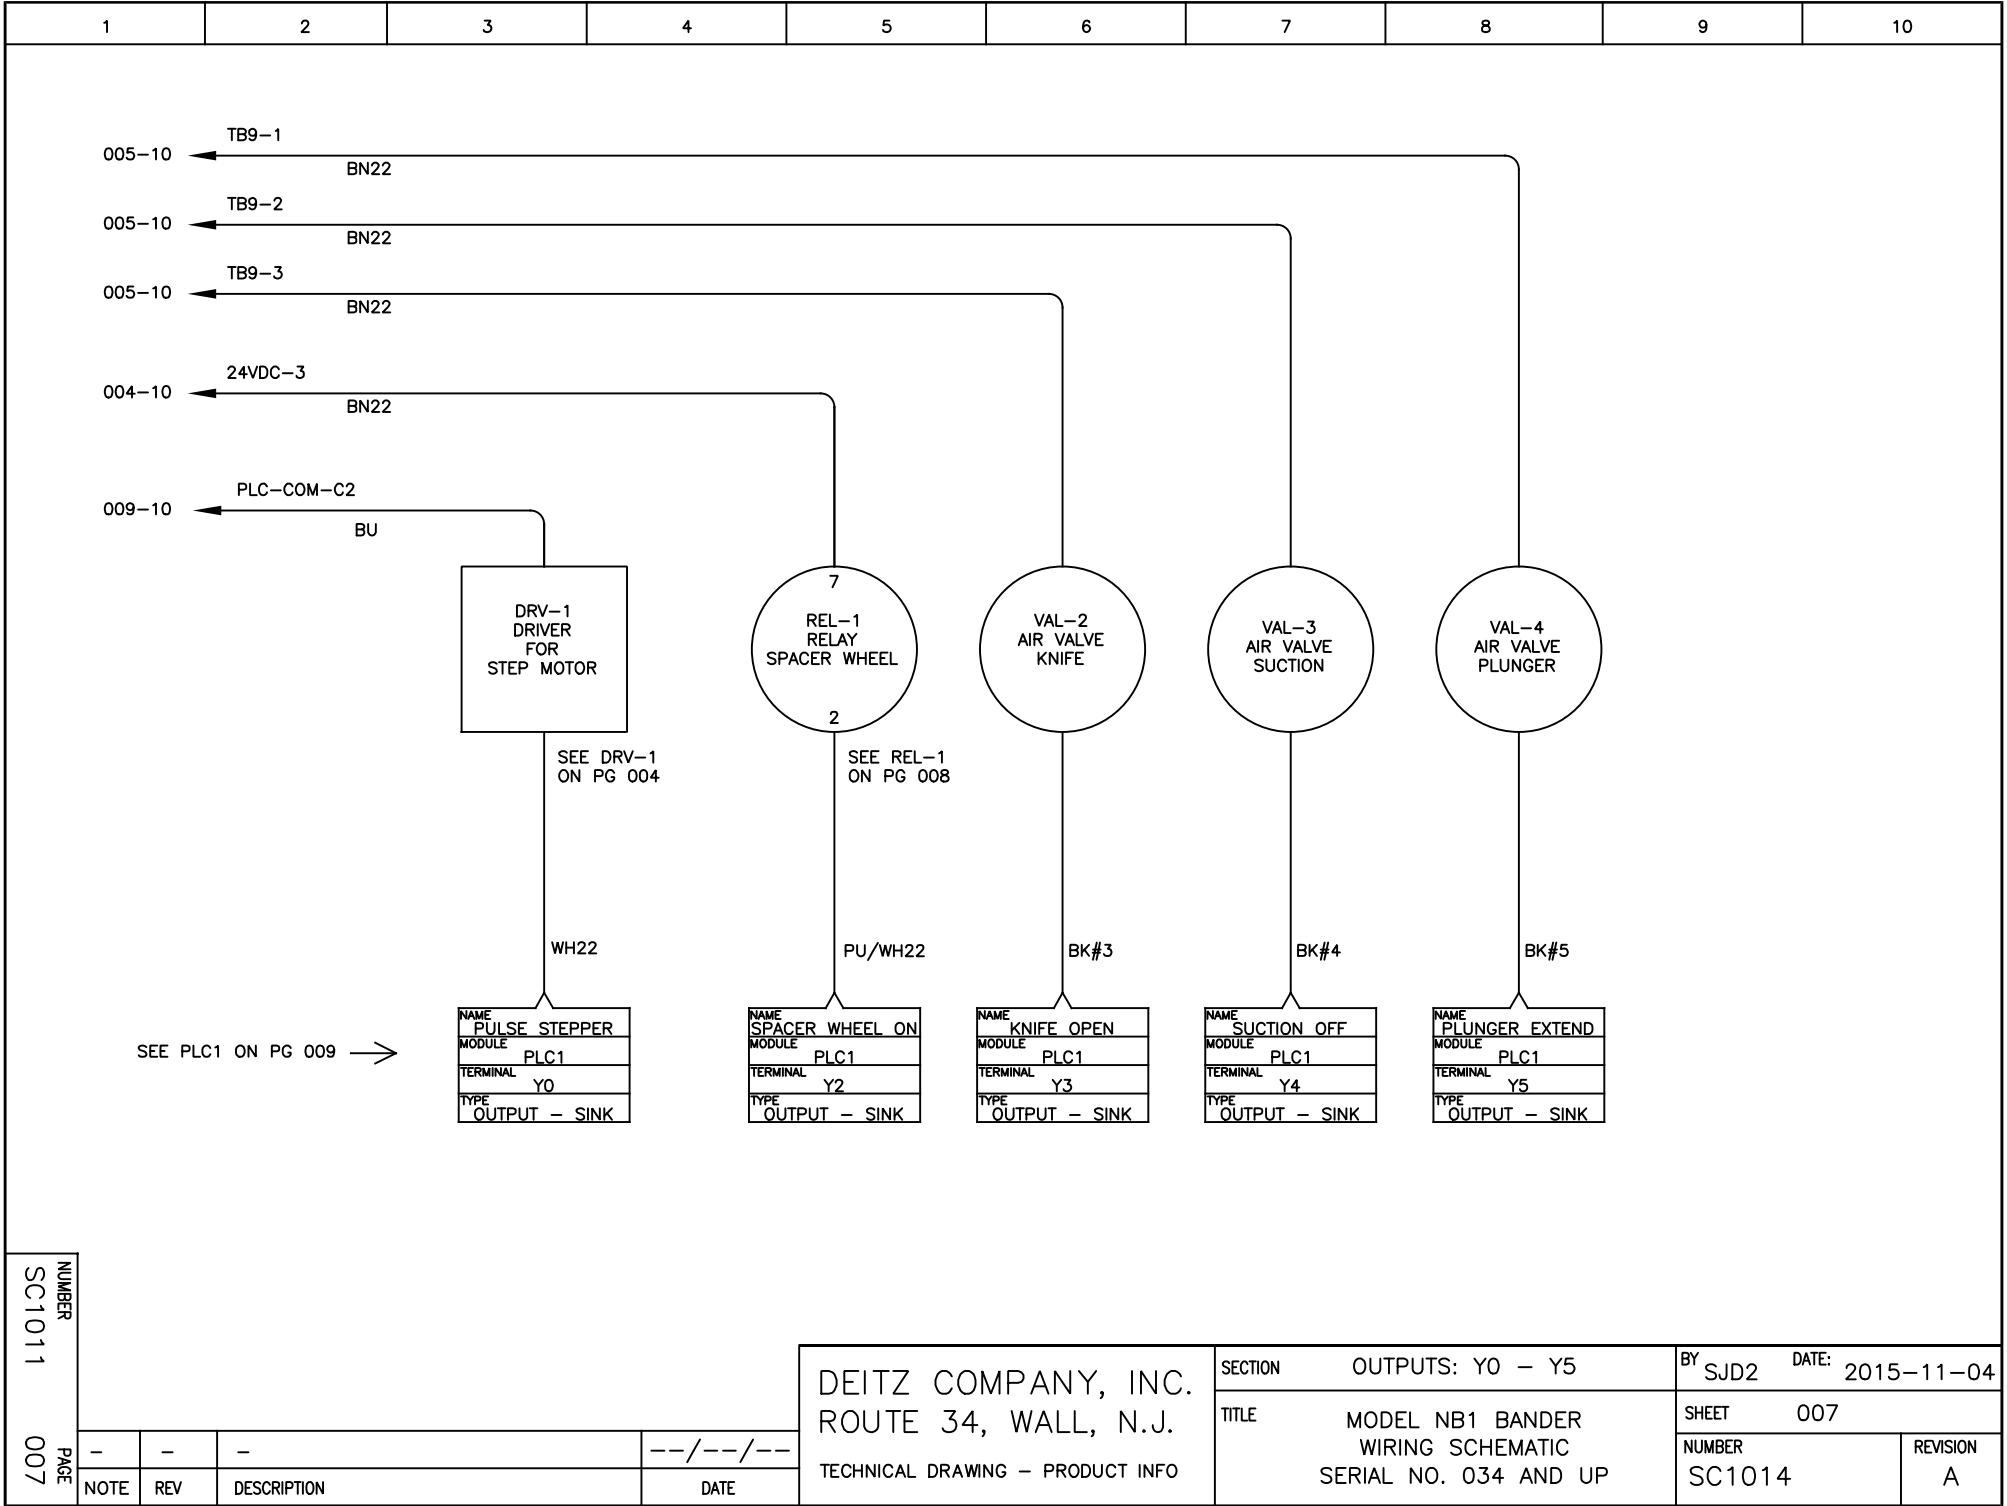 1 2 3 4 5 6 7 8 9 10
TB9-1
005-10
BN22
TB9-2
005-10
BN22
TB9-3
005-10
BN22
24VDC-3
004-10
BN22
PLC-COM-C2
009-10
BU
DRV-1
DRIVER
FOR
STEP MOTOR
7
REL-1
RELAY
SPACER WHEEL
2
VAL-2
AIR VALVE
KNIFE
VAL-3
AIR VALVE
SUCTION
VAL-4
AIR VALVE
PLUNGER
SEE DRV-1
ON PG 004
SEE REL-1
ON PG 008
WH22
PU/WH22
BK#3
BK#4
BK#5
SEE PLC1 ON PG 009
NAME
PULSE STEPPER
MODULE
PLC1
TERMINAL
Y0
TYPE
OUTPUT - SINK
NAME
SPACER WHEEL ON
MODULE
PLC1
TERMINAL
Y2
TYPE
OUTPUT - SINK
NAME
KNIFE OPEN
MODULE
PLC1
TERMINAL
Y3
TYPE
OUTPUT - SINK
NAME
SUCTION OFF
MODULE
PLC1
TERMINAL
Y4
TYPE
OUTPUT - SINK
NAME
PLUNGER EXTEND
MODULE
PLC1
TERMINAL
Y5
TYPE
OUTPUT - SINK
NUMBER
SC1011
PAGE
007
- - - --/--/--
NOTE REV DESCRIPTION DATE
DEITZ COMPANY, INC.
ROUTE 34, WALL, N.J.
TECHNICAL DRAWING - PRODUCT INFO
SECTION OUTPUTS: Y0 - Y5
TITLE MODEL NB1 BANDER
WIRING SCHEMATIC
SERIAL NO. 034 AND UP
BY SJD2 DATE: 2015-11-04
SHEET 007
NUMBER
SC1014
REVISION
A